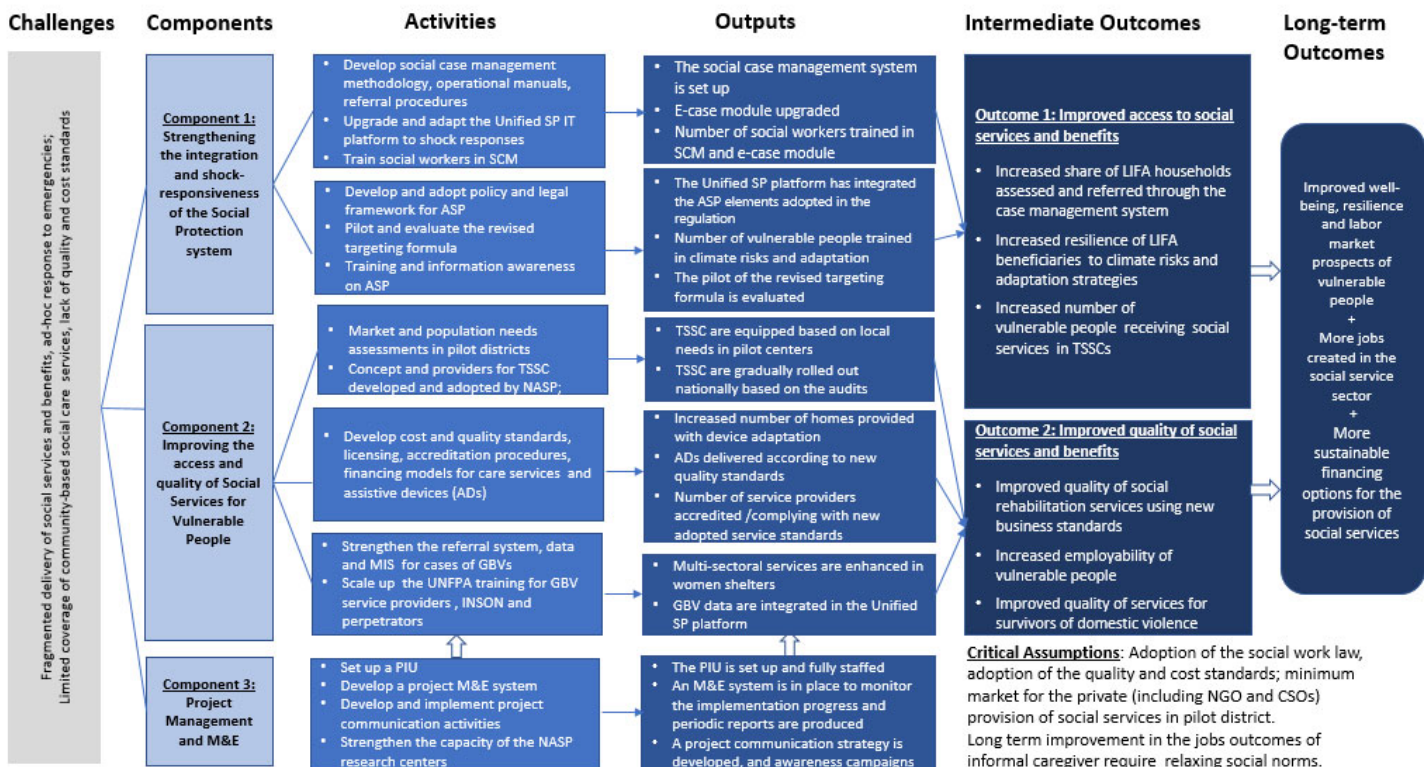 Challenges
Components
Activities
Outputs
Intermediate Outcomes
Long-term
Outcomes
Fragmented delivery of social services and benefits, ad-hoc response to emergencies;
Limited coverage of community-based social care services, lack of quality and cost standards
Component 1:
Strengthening
the integration
and shock-
responsiveness
of the Social
Protection
system
Component 2:
Improving the
access and
quality of Social
Services for
Vulnerable
People
Component 3:
Project
Management
and M&E
• Develop social case management
methodology, operational manuals,
referral procedures
• Upgrade and adapt the Unified SP IT
platform to shock responses
• Train social workers in SCM
• Develop and adopt policy and legal
framework for ASP
• Pilot and evaluate the revised
targeting formula
• Training and information awareness
on ASP
• Market and population needs
assessments in pilot districts
• Concept and providers for TSSC
developed and adopted by NASP;
• Develop cost and quality standards,
licensing, accreditation procedures,
financing models for care services and
assistive devices (ADs)
• Strengthen the referral system, data
and MIS for cases of GBVs
• Scale up the UNFPA training for GBV
service providers , INSON and
perpetrators
• Set up a PIU
• Develop a project M&E system
• Develop and implement project
communication activities
• Strengthen the capacity of the NASP
research centers
• The social case management system
is set up
• E-case module upgraded
• Number of social workers trained in
SCM and e-case module
• The Unified SP platform has integrated
the ASP elements adopted in the
regulation
• Number of vulnerable people trained
in climate risks and adaptation
• The pilot of the revised targeting
formula is evaluated
• TSSC are equipped based on local
needs in pilot centers
• TSSC are gradually rolled out
nationally based on the audits
• Increased number of homes provided
with device adaptation
• ADs delivered according to new
quality standards
• Number of service providers
accredited /complying with new
adopted service standards
• Multi-sectoral services are enhanced in
women shelters
• GBV data are integrated in the Unified
SP platform
• The PIU is set up and fully staffed
• An M&E system is in place to monitor
the implementation progress and
periodic reports are produced
• A project communication strategy is
developed, and awareness campaigns
Outcome 1: Improved access to social
services and benefits
• Increased share of LIFA households
assessed and referred through the
case management system
• Increased resilience of LIFA
beneficiaries to climate risks and
adaptation strategies
• Increased number of
vulnerable people receiving social
services in TSSCs
Outcome 2: Improved quality of social
services and benefits
• Improved quality of social
rehabilitation services using new
business standards
• Increased employability of
vulnerable people
• Improved quality of services for
survivors of domestic violence
Critical Assumptions: Adoption of the social work law,
adoption of the quality and cost standards; minimum
market for the private (including NGO and CSOs)
provision of social services in pilot district.
Long term improvement in the jobs outcomes of
informal caregiver require relaxing social norms.
Improved well-
being, resilience
and labor
market
prospects of
vulnerable
people
+
More jobs
created in the
social service
sector
+
More
sustainable
financing
options for the
provision of
social services